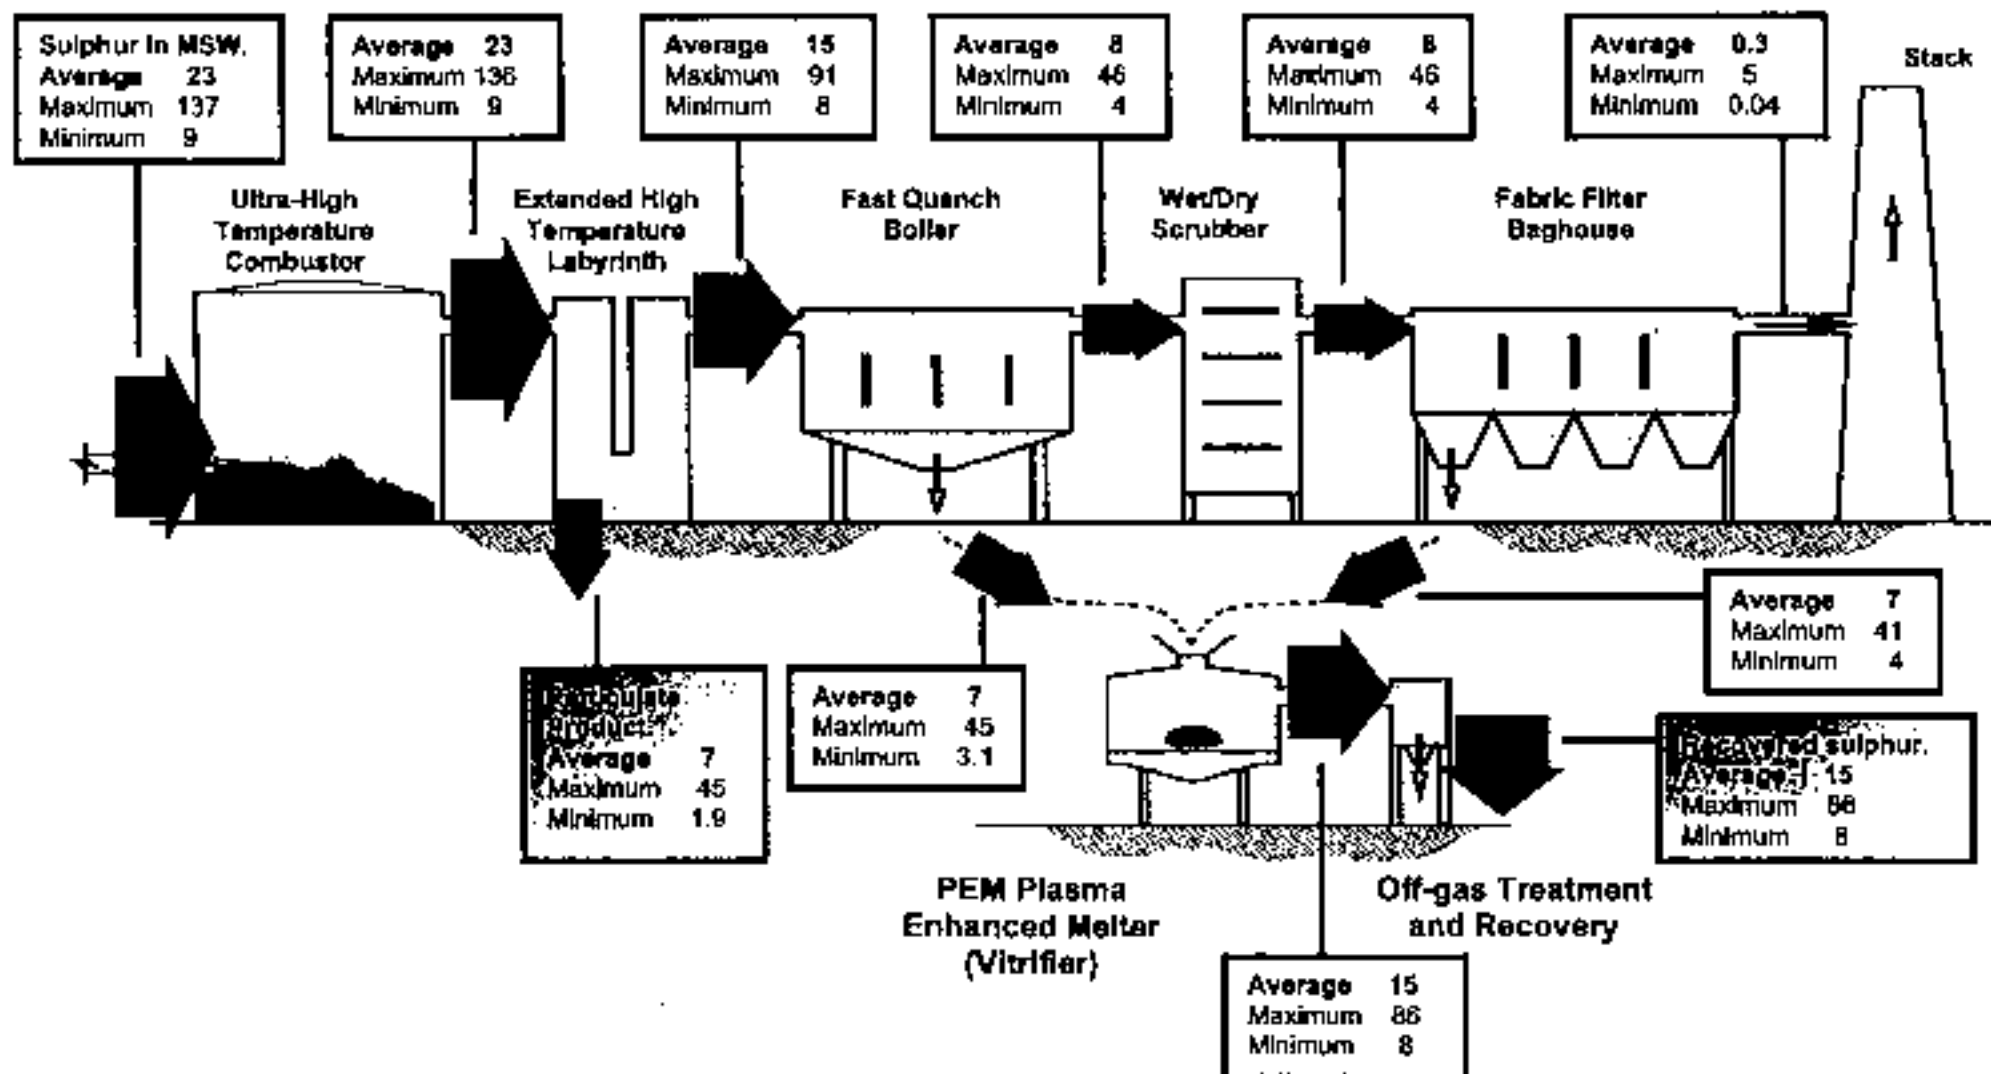 Sulphur in MSW.
Average 23
Maximum 137
Minimum 9
Average 23
Maximum 136
Minimum 9
Average 15
Maximum 91
Minimum 8
Average 8
Maximum 46
Minimum 4
Average 8
Maximum 46
Minimum 4
Average 0.3
Maximum 5
Minimum 0.04
Stack
Ultra-High
Temperature
Combustor
Extended High
Temperature
Labyrinth
Fast Quench
Boiler
Wet/Dry
Scrubber
Fabric Filter
Baghouse
Particulate
Product.
Average 7
Maximum 45
Minimum 1.9
Average 7
Maximum 45
Minimum 3.1
Average 7
Maximum 41
Minimum 4
Recovered sulphur.
Average 15
Maximum 86
Minimum 8
PEM Plasma
Enhanced Melter
(Vitrifier)
Off-gas Treatment
and Recovery
Average 15
Maximum 86
Minimum 8